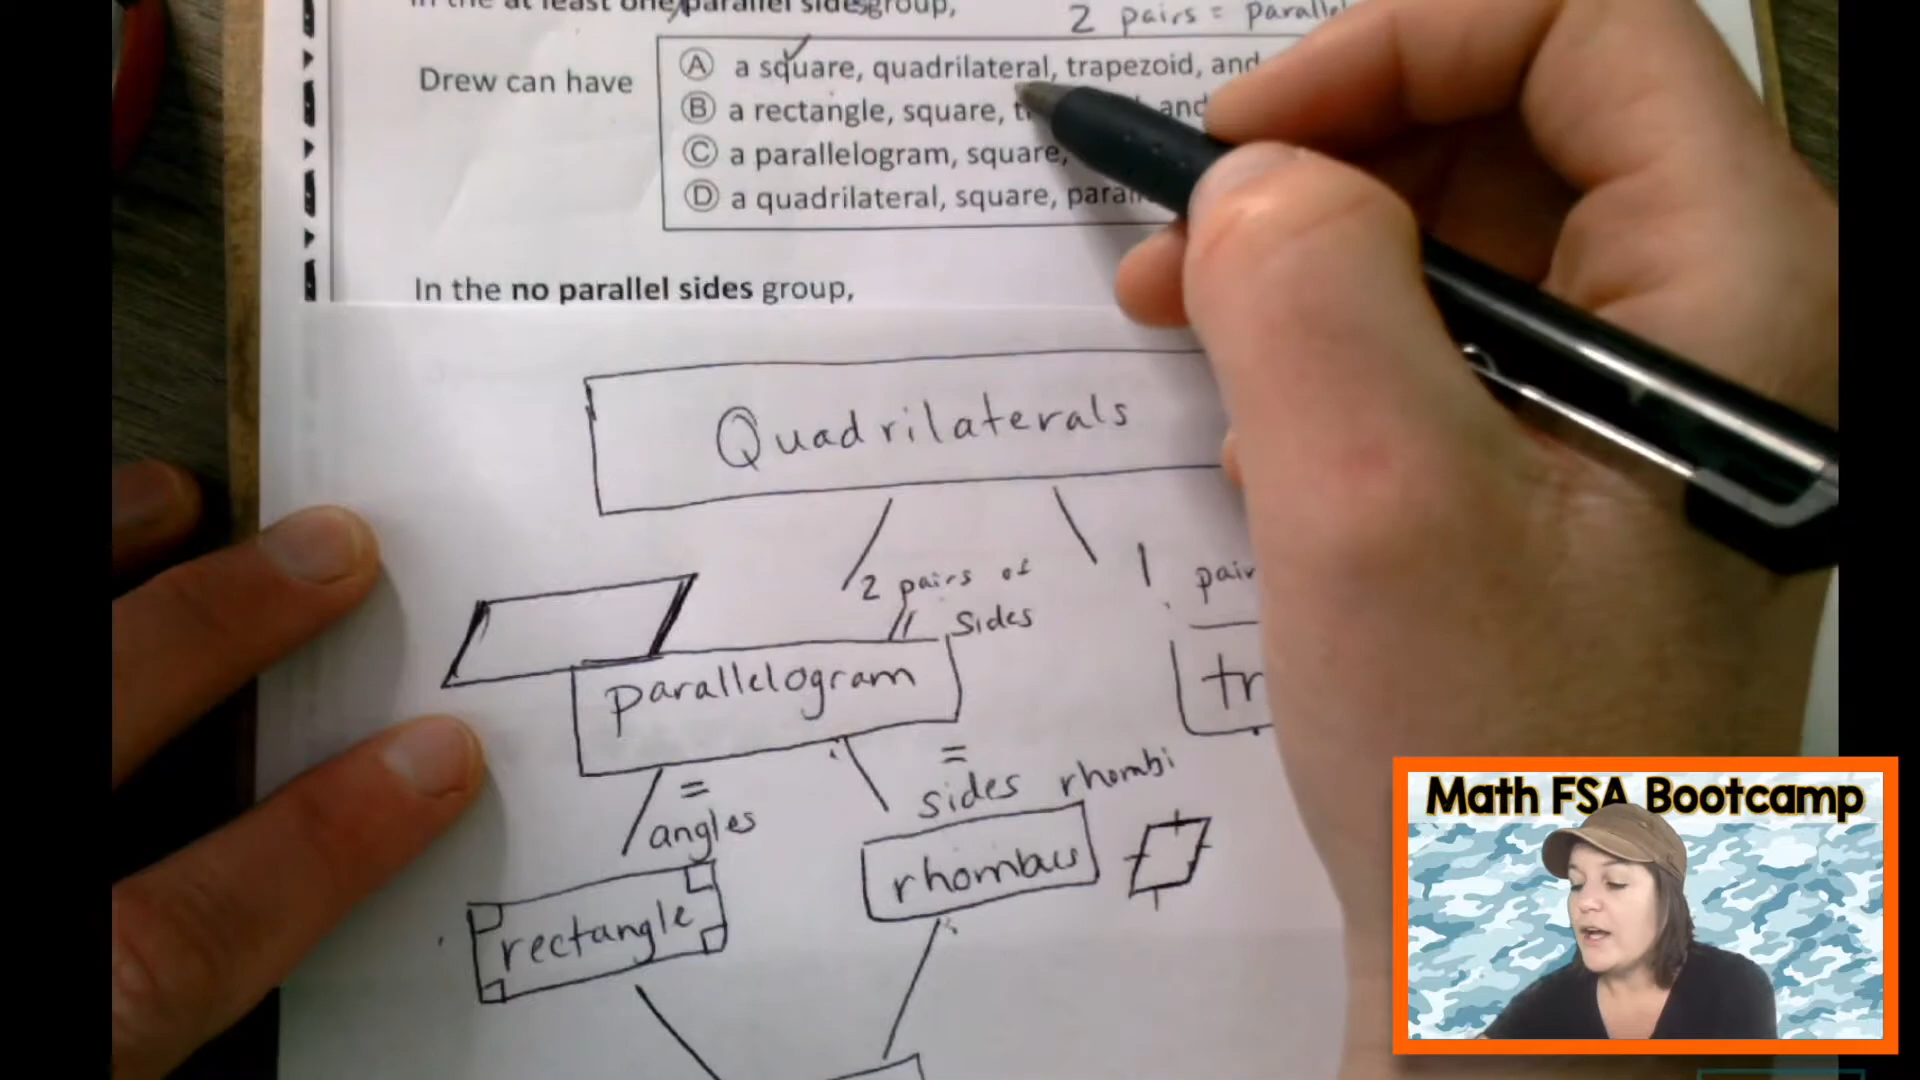 in the at least one parallel sides group,
2 pairs = parallel
Drew can have
A a square, quadrilateral, trapezoid, and
B a rectangle, square, and
C a parallelogram, square,
D a quadrilateral, square,
In the no parallel sides group,
Quadrilaterals
2 pairs of
// sides
1 pair
parallelogram
tr
=
angles
=
sides rhombi
rectangle
rhombus
Math FSA Bootcamp